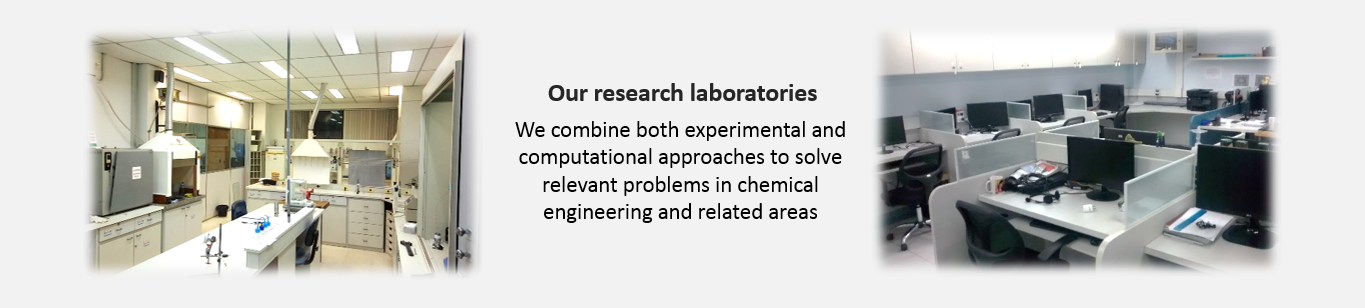 Our research laboratories
We combine both experimental and
computational approaches to solve
relevant problems in chemical
engineering and related areas